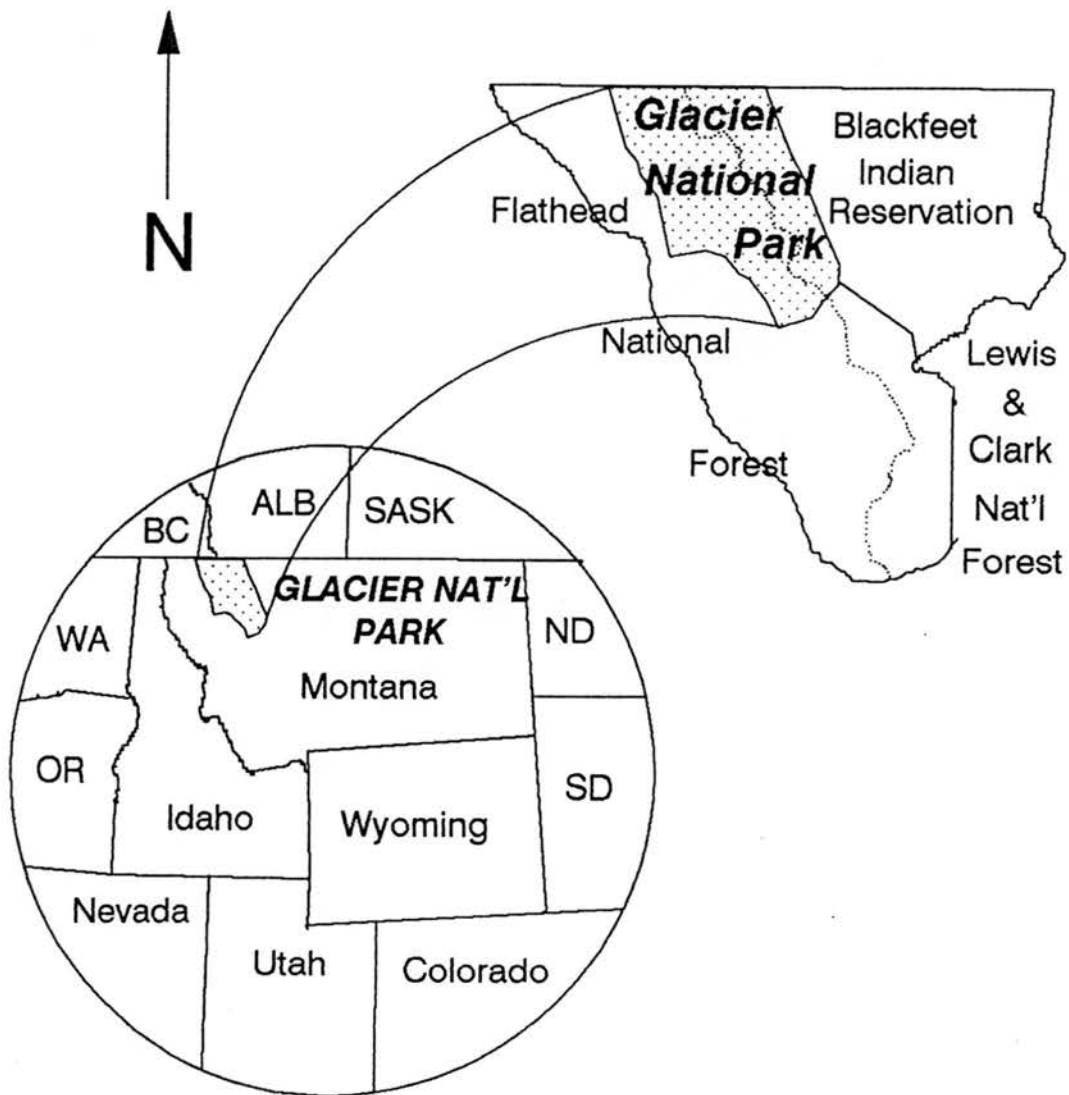 N
Glacier
National
Park
Blackfeet
Indian
Reservation
Flathead
National
Forest
Lewis
&
Clark
Nat'l
Forest
BC
ALB
SASK
GLACIER NAT'L
PARK
WA
ND
Montana
OR
SD
Idaho
Wyoming
Nevada
Utah
Colorado